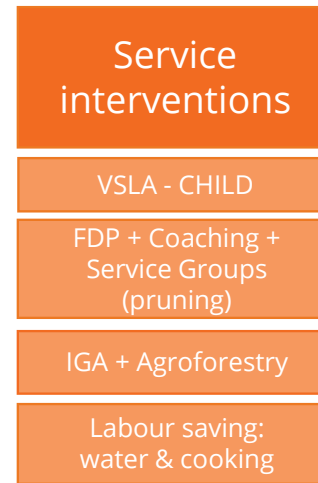 Service
interventions
VSLA - CHILD
FDP + Coaching +
Service Groups
(pruning)
IGA + Agroforestry
Labour saving:
water & cooking